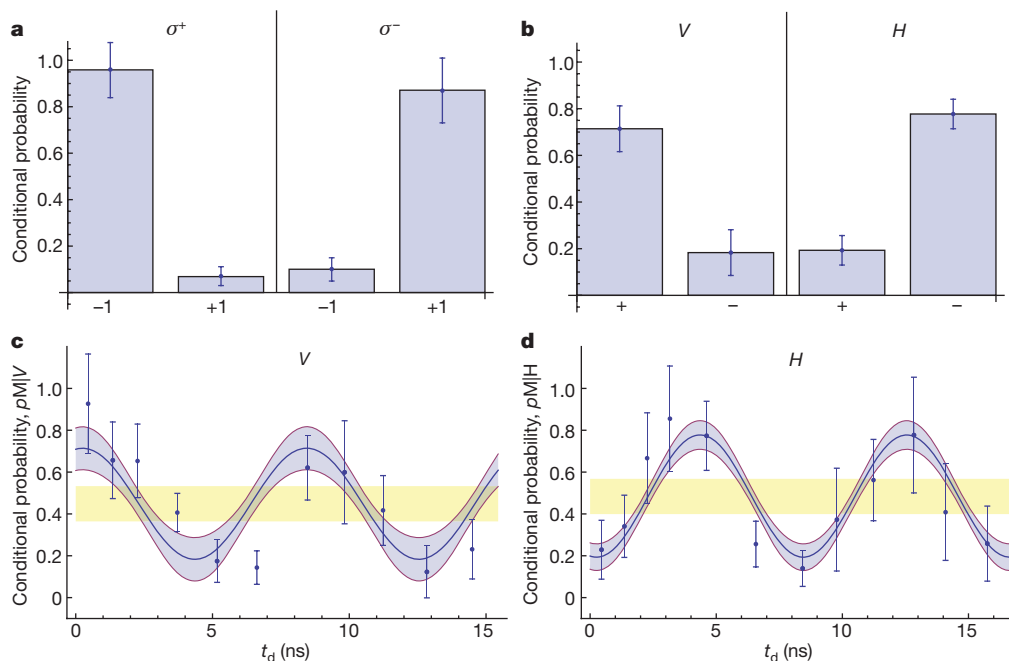 a
σ+ σ−
Conditional probability
1.0
0.8
0.6
0.4
0.2
−1 +1 −1 +1
b
V H
Conditional probability
1.0
0.8
0.6
0.4
0.2
+ − + −
c
V
Conditional probability, pM|V
1.0
0.8
0.6
0.4
0.2
0
0 5 10 15
td (ns)
d
H
Conditional probability, pM|H
1.0
0.8
0.6
0.4
0.2
0
0 5 10 15
td (ns)